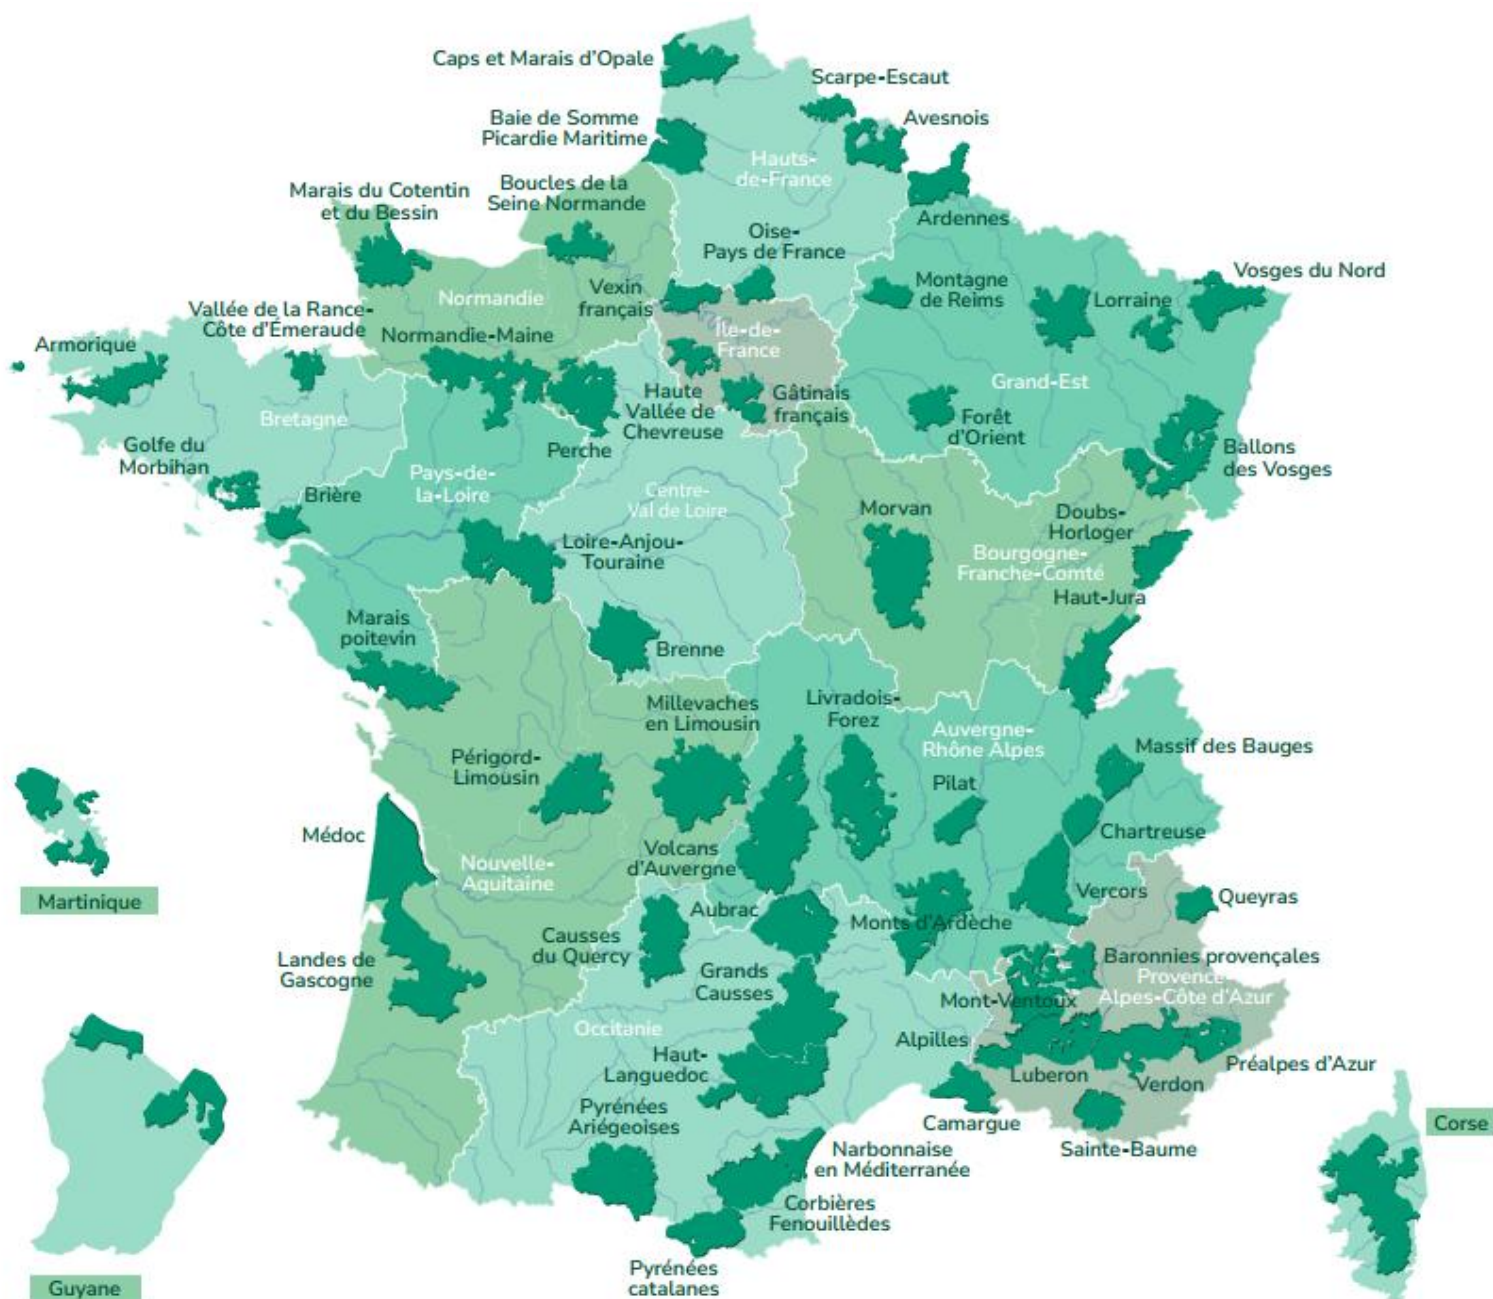 Caps et Marais d'Opale
Scarpe-Escaut
Baie de Somme
Picardie Maritime
Avesnois
Hauts-
de-France
Marais du Cotentin
et du Bessin
Boucles de la
Seine Normande
Ardennes
Oise-
Pays de France
Vosges du Nord
Montagne
de Reims
Lorraine
Vexin
français
Normandie
Vallée de la Rance-
Côte d'Émeraude
Normandie-Maine
Île-de-
France
Armorique
Grand-Est
Haute
Vallée de
Chevreuse
Gâtinais
français
Bretagne
Forêt
d'Orient
Golfe du
Morbihan
Perche
Ballons
des Vosges
Pays-de-
la-Loire
Brière
Centre-
Val de Loire
Morvan
Doubs-
Horloger
Loire-Anjou-
Touraine
Bourgogne-
Franche-Comté
Haut-Jura
Marais
poitevin
Brenne
Millevaches
en Limousin
Livradois-
Forez
Auvergne-
Rhône Alpes
Massif des Bauges
Périgord-
Limousin
Pilat
Médoc
Chartreuse
Volcans
d'Auvergne
Nouvelle-
Aquitaine
Martinique
Vercors
Queyras
Aubrac
Monts d'Ardèche
Causses
du Quercy
Landes de
Gascogne
Grands
Causses
Baronnies provençales
Provence
Alpes-Côte d'Azur
Mont-Ventoux
Occitanie
Alpilles
Haut-
Languedoc
Luberon
Verdon
Préalpes d'Azur
Pyrénées
Ariégeoises
Camargue
Sainte-Baume
Corse
Narbonnaise
en Méditerranée
Corbières
Fenouillèdes
Pyrénées
catalanes
Guyane